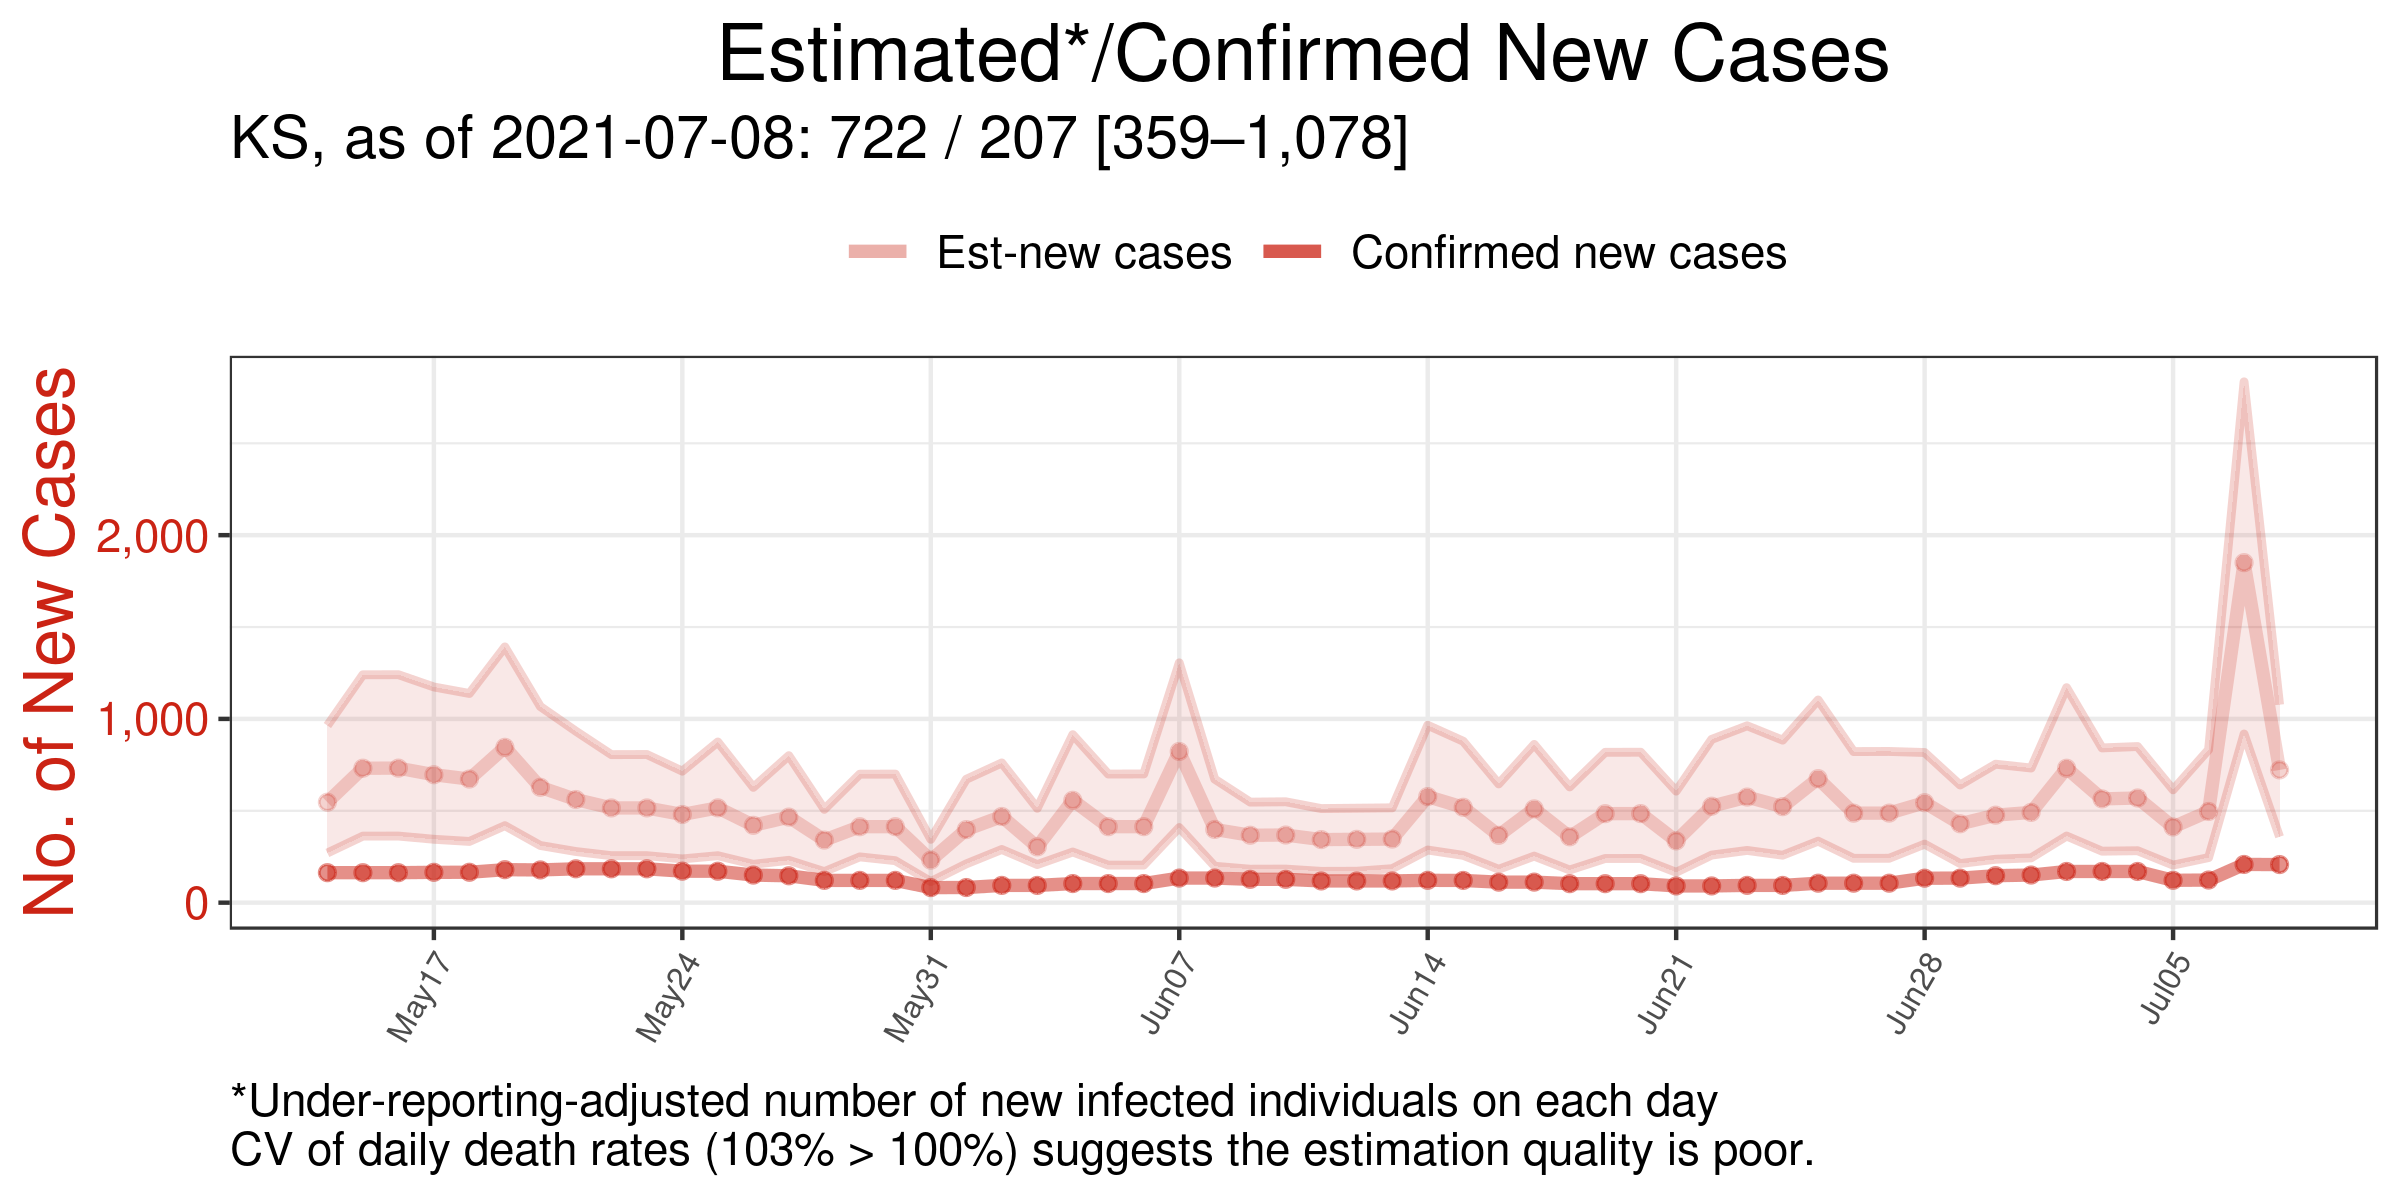 Estimated*/Confirmed New Cases
KS, as of 2021-07-08: 722 / 207 [359–1,078]
Est-new cases
Confirmed new cases
No. of New Cases
2,000
1,000
0
May17
May24
May31
Jun07
Jun14
Jun21
Jun28
Jul05
*Under-reporting-adjusted number of new infected individuals on each day
CV of daily death rates (103% > 100%) suggests the estimation quality is poor.